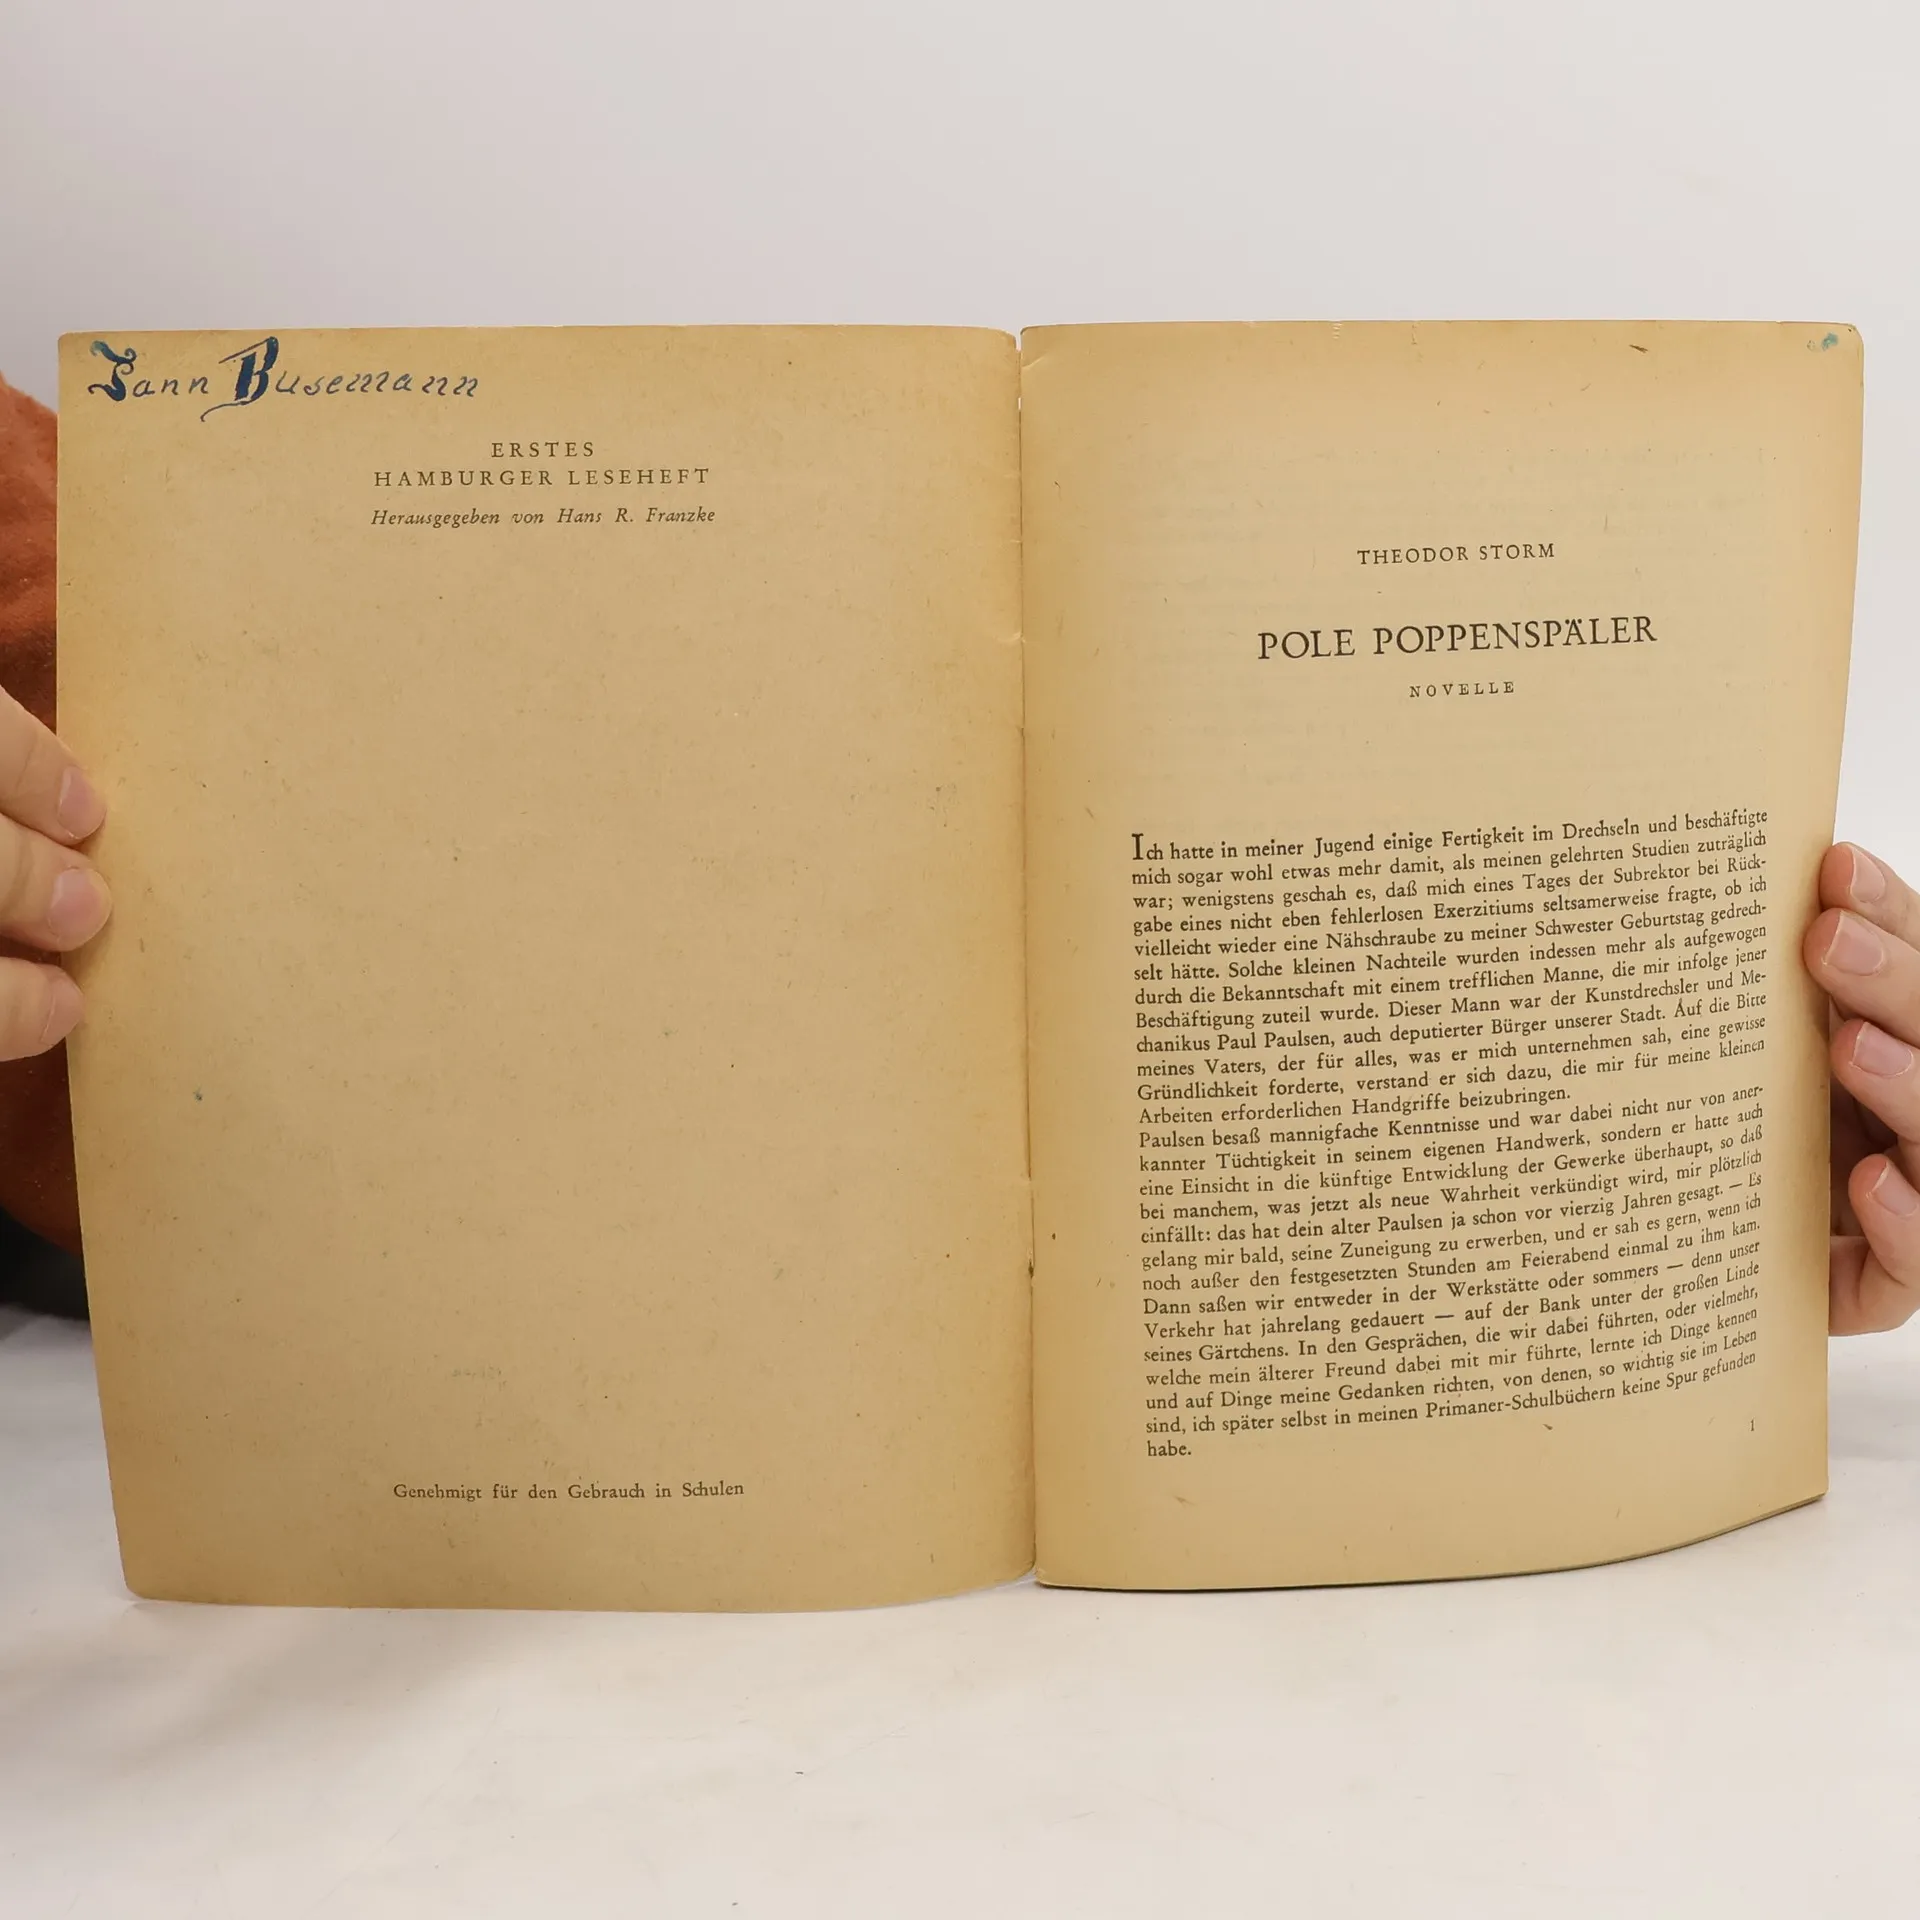 Jann Busemann
ERSTES
HAMBURGER LESEHEFT
Herausgegeben von Hans R. Franzke
Genehmigt für den Gebrauch in Schulen
THEODOR STORM
POLE POPPENSPÄLER
NOVELLE
Ich hatte in meiner Jugend einige Fertigkeit im Drechseln und beschäftigte
mich sogar wohl etwas mehr damit, als meinen gelehrten Studien zuträglich
war; wenigstens geschah es, daß mich eines Tages der Subrektor bei Rück-
gabe eines nicht eben fehlerlosen Exerzitiums seltsamerweise fragte, ob ich
vielleicht wieder eine Nähschraube zu meiner Schwester Geburtstag gedrech-
selt hätte. Solche kleinen Nachteile wurden indessen mehr als aufgewogen
durch die Bekanntschaft mit einem trefflichen Manne, die mir infolge jener
Beschäftigung zuteil wurde. Dieser Mann war der Kunstdrechsler und Me-
chanikus Paul Paulsen, auch deputierter Bürger unserer Stadt. Auf die Bitte
meines Vaters, der für alles, was er mich unternehmen sah, eine gewisse
Gründlichkeit forderte, verstand er sich dazu, die mir für meine kleinen
Arbeiten erforderlichen Handgriffe beizubringen.
Paulsen besaß mannigfache Kenntnisse und war dabei nicht nur von aner-
kannter Tüchtigkeit in seinem eigenen Handwerk, sondern er hatte auch
eine Einsicht in die künftige Entwicklung der Gewerke überhaupt, so daß
bei manchem, was jetzt als neue Wahrheit verkündigt wird, mir plötzlich
einfällt: das hat dein alter Paulsen ja schon vor vierzig Jahren gesagt. — Es
gelang mir bald, seine Zuneigung zu erwerben, und er sah es gern, wenn ich
noch außer den festgesetzten Stunden am Feierabend einmal zu ihm kam.
Dann saßen wir entweder in der Werkstätte oder sommers — denn unser
Verkehr hat jahrelang gedauert — auf der Bank unter der großen Linde
seines Gärtchens. In den Gesprächen, die wir dabei führten, oder vielmehr,
welche mein älterer Freund dabei mit mir führte, lernte ich Dinge kennen
und auf Dinge meine Gedanken richten, von denen, so wichtig sie im Leben
sind, ich später selbst in meinen Primaner-Schulbüchern keine Spur gefunden
habe.
1